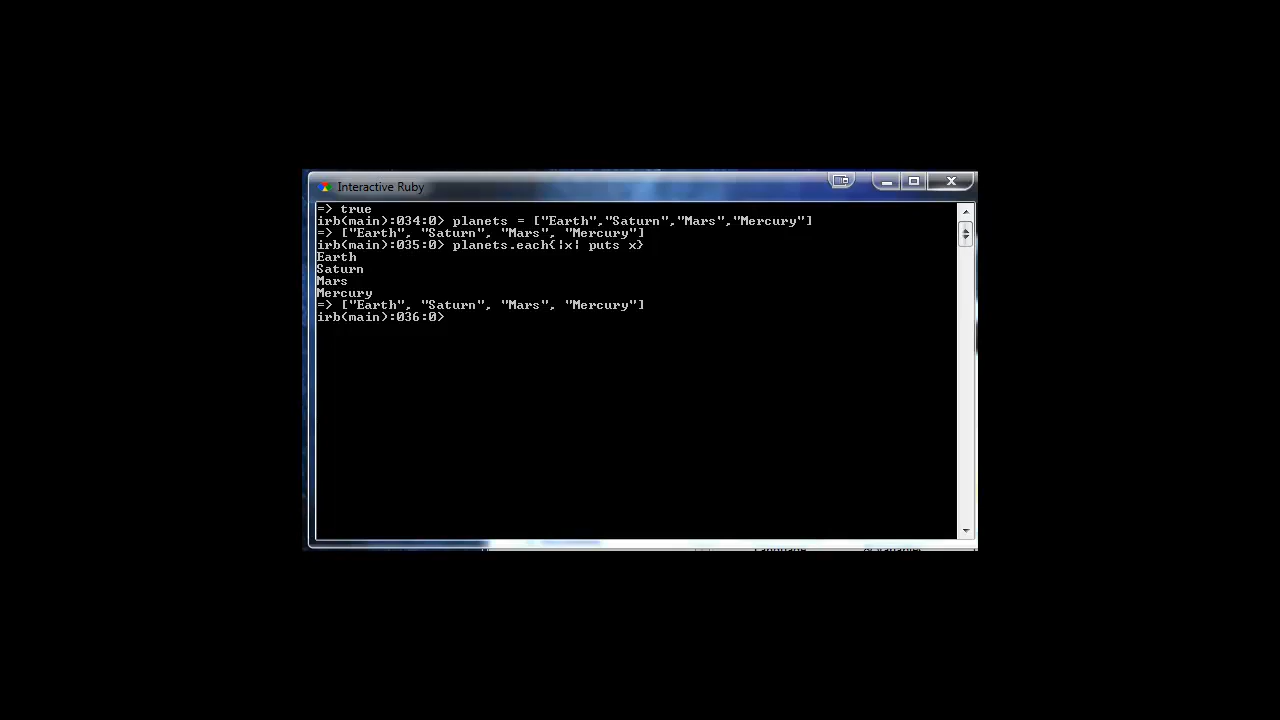 Interactive Ruby
=> true
irb(main):034:0> planets = ["Earth","Saturn","Mars","Mercury"]
=> ["Earth", "Saturn", "Mars", "Mercury"]
irb(main):035:0> planets.each{|x| puts x}
Earth
Saturn
Mars
Mercury
=> ["Earth", "Saturn", "Mars", "Mercury"]
irb(main):036:0>